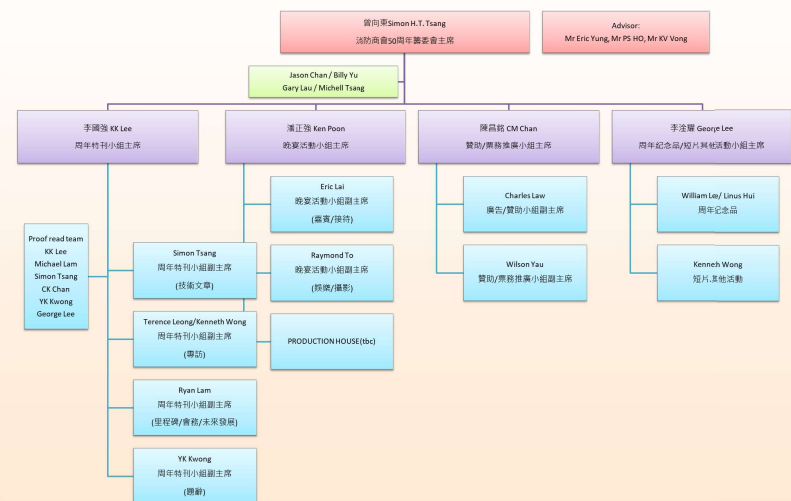 曾向東Simon H.T. Tsang
消防商會50周年籌委會主席
Advisor:
Mr Eric Yung, Mr PS HO, Mr KV Vong
Jason Chan / Billy Yu
Gary Lau / Michell Tsang
李國強 KK Lee
周年特刊小組主席
潘正強 Ken Poon
晚宴活動小組主席
陳昌銘 CM Chan
贊助/票務推廣小組主席
李淦耀 George Lee
周年纪念品/短片其他活動小組主席
Proof read team
KK Lee
Michael Lam
Simon Tsang
CK Chan
YK Kwong
George Lee
Simon Tsang
周年特刊小組副主席
(技術文章)
Terence Leong/Kenneth Wong
周年特刊小組副主席
(專訪)
Ryan Lam
周年特刊小組副主席
(里程碑/會務/未來發展)
YK Kwong
周年特刊小組副主席
(題辭)
Eric Lai
晚宴活動小組副主席
(嘉賓/接待)
Raymond To
晚宴活動小組副主席
(娛樂/攝影)
PRODUCTION HOUSE(tbc)
Charles Law
廣告/贊助小組副主席
Wilson Yau
贊助/票務推廣小組副主席
William Lee/ Linus Hui
周年纪念品
Kenneh Wong
短片.其他活動